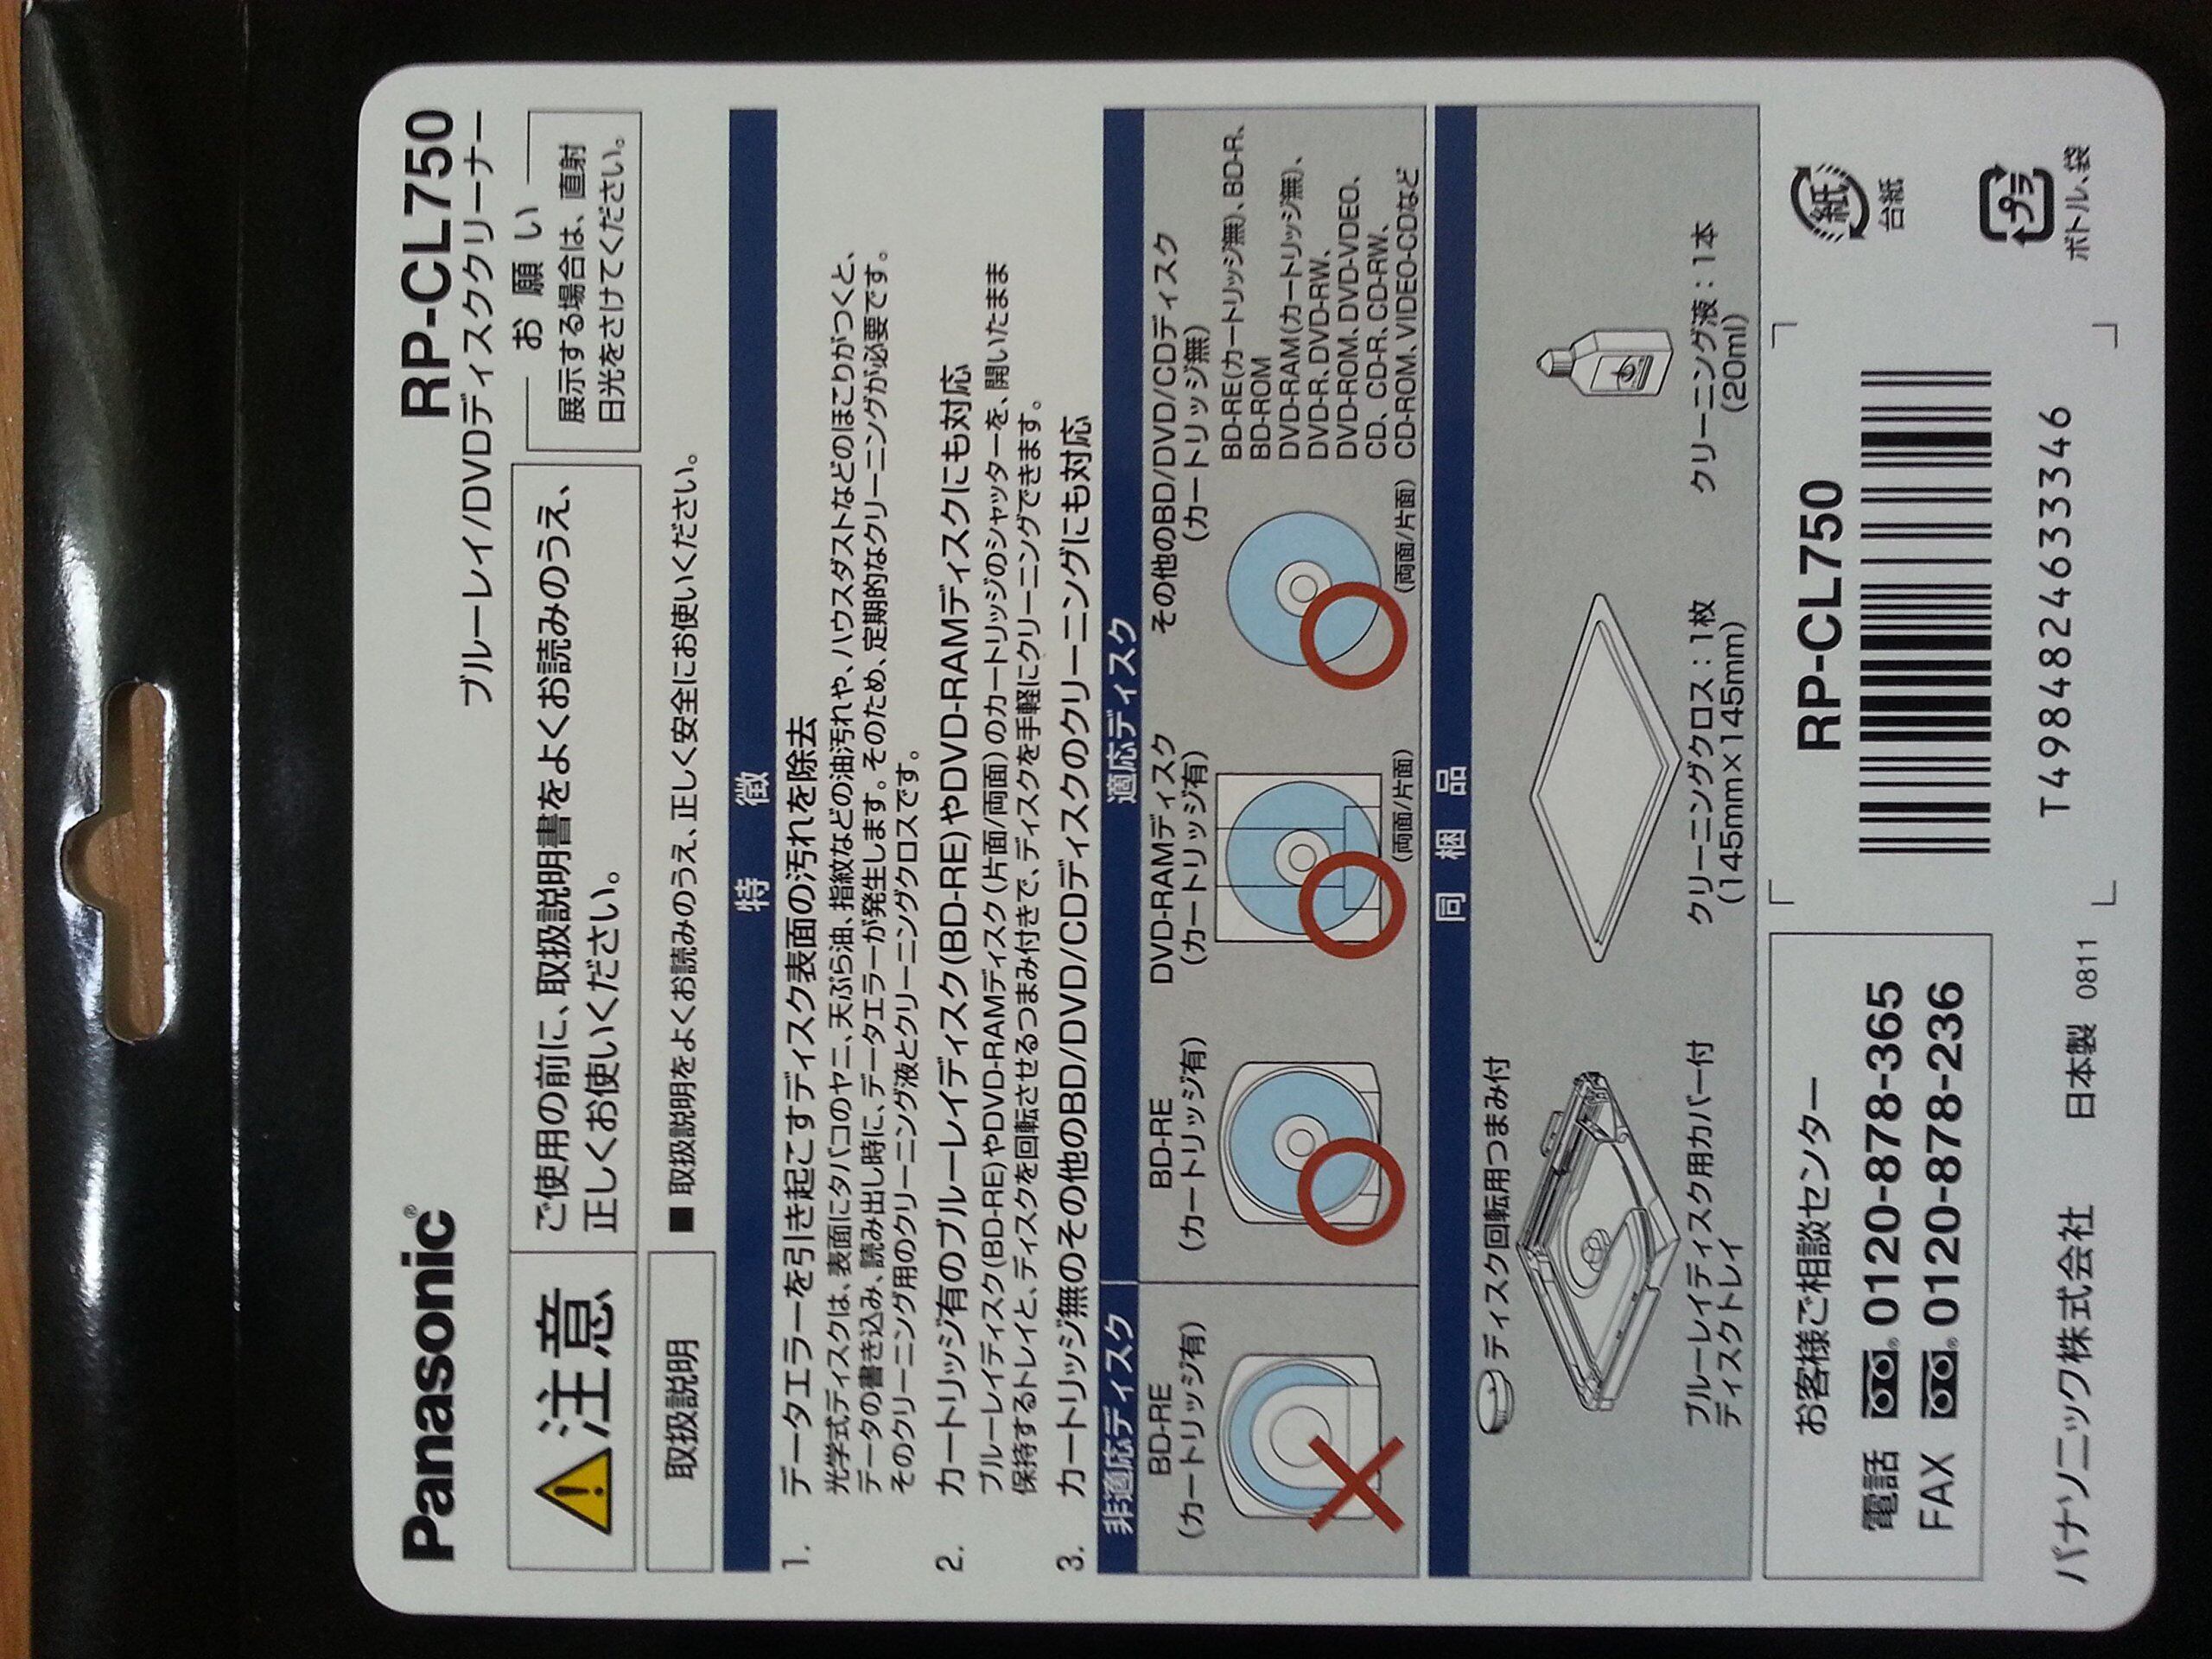 Panasonic®
RP-CL750
ブルーレイ/DVDディスククリーナー
注意
ご使用の前に、取扱説明書をよくお読みのうえ、
正しくお使いください。
お願い
展示する場合は、直射
日光をさけてください。
取扱説明
■ 取扱説明をよくお読みのうえ、正しく安全にお使いください。
特 徴
1. データエラーを引き起こすディスク表面の汚れを除去
光学式ディスクは、表面にタバコのヤニ、天ぷら油、指紋などの油汚れや、ハウスダストなどのほこりがつくと、
データの書き込み、読み出し時に、データエラーが発生します。そのため、定期的なクリーニングが必要です。
そのクリーニング用のクリーニング液とクリーニングクロスです。
2. カートリッジ有のブルーレイディスク(BD-RE)やDVD-RAMディスクにも対応
ブルーレイディスク(BD-RE)やDVD-RAMディスク(片面/両面)のカートリッジのシャッターを、開いたまま
保持するトレイと、ディスクを回転させるつまみ付きで、ディスクを手軽にクリーニングできます。
3. カートリッジ無のその他のBD/DVD/CDディスクのクリーニングにも対応
非適応ディスク
適応ディスク
BD-RE
(カートリッジ有)
BD-RE
(カートリッジ有)
DVD-RAMディスク
(カートリッジ有)
(両面/片面)
その他のBD/DVD/CDディスク
(カートリッジ無)
(両面/片面)
BD-RE(カートリッジ無)、BD-R、
BD-ROM
DVD-RAM(カートリッジ無)、
DVD-R、DVD-RW、
DVD-ROM、DVD-VDEO、
CD、CD-R、CD-RW、
CD-ROM、VIDEO-CDなど
同 梱 品
ディスク回転用つまみ付
ブルーレイディスク用カバー付
ディスクトレイ
クリーニングクロス：1枚
(145mm×145mm)
クリーニング液：1本
(20ml)
お客様ご相談センター
電話 0120-878-365
FAX 0120-878-236
RP-CL750
T4984824633346
紙
台紙
プラ
ボトル、袋
パナソニック株式会社 日本製 0811